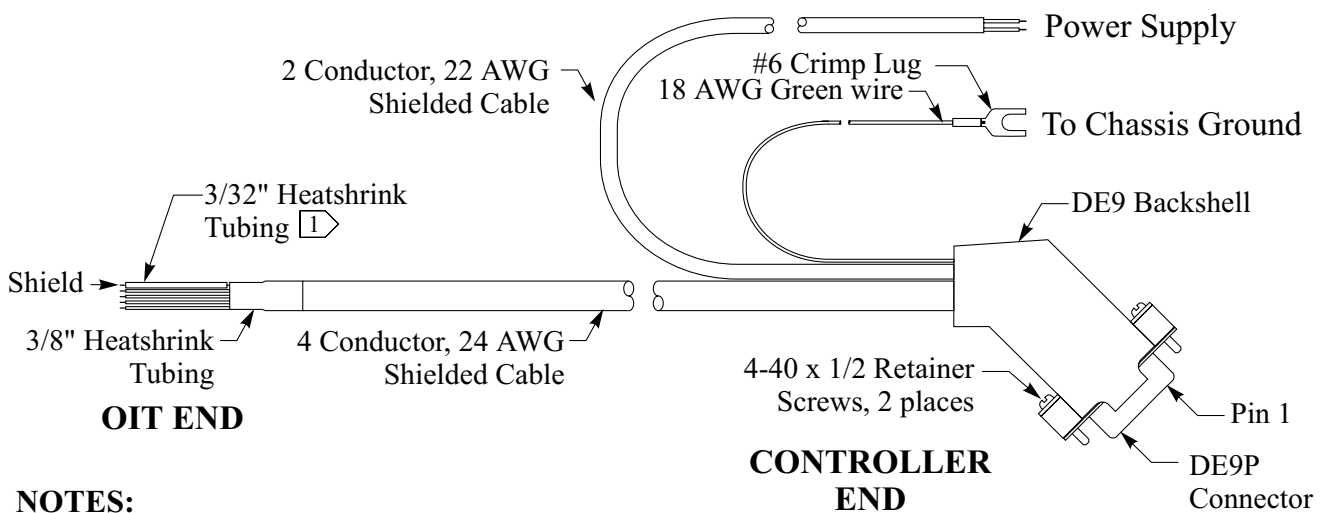 Power Supply
2 Conductor, 22 AWG
Shielded Cable
#6 Crimp Lug
18 AWG Green wire
To Chassis Ground
3/32" Heatshrink
Tubing 1
DE9 Backshell
Shield
3/8" Heatshrink
Tubing
4 Conductor, 24 AWG
Shielded Cable
4-40 x 1/2 Retainer
Screws, 2 places
OIT END
Pin 1
CONTROLLER
END
DE9P
Connector
NOTES: